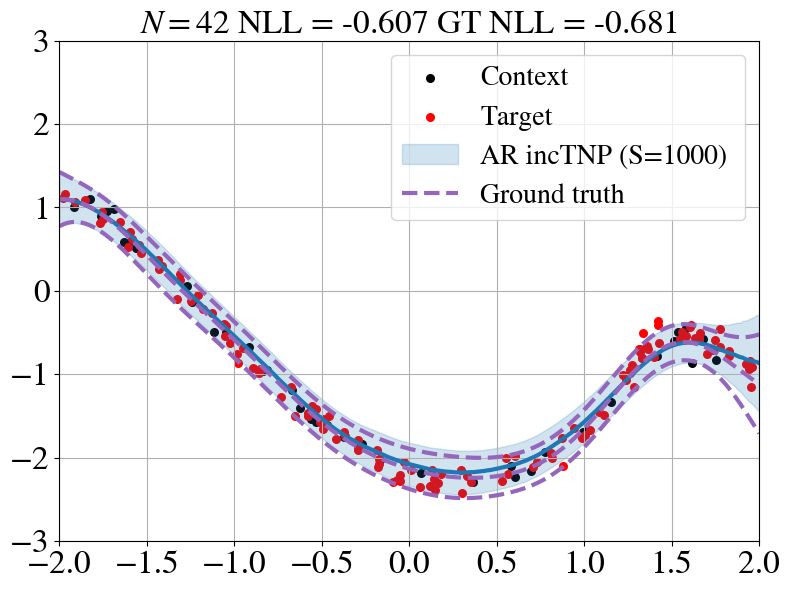 N = 42 NLL = -0.607 GT NLL = -0.681
3
2
1
0
−1
−2
−3
Context
Target
AR incTNP (S=1000)
Ground truth
−2.0 −1.5 −1.0 −0.5 0.0 0.5 1.0 1.5 2.0